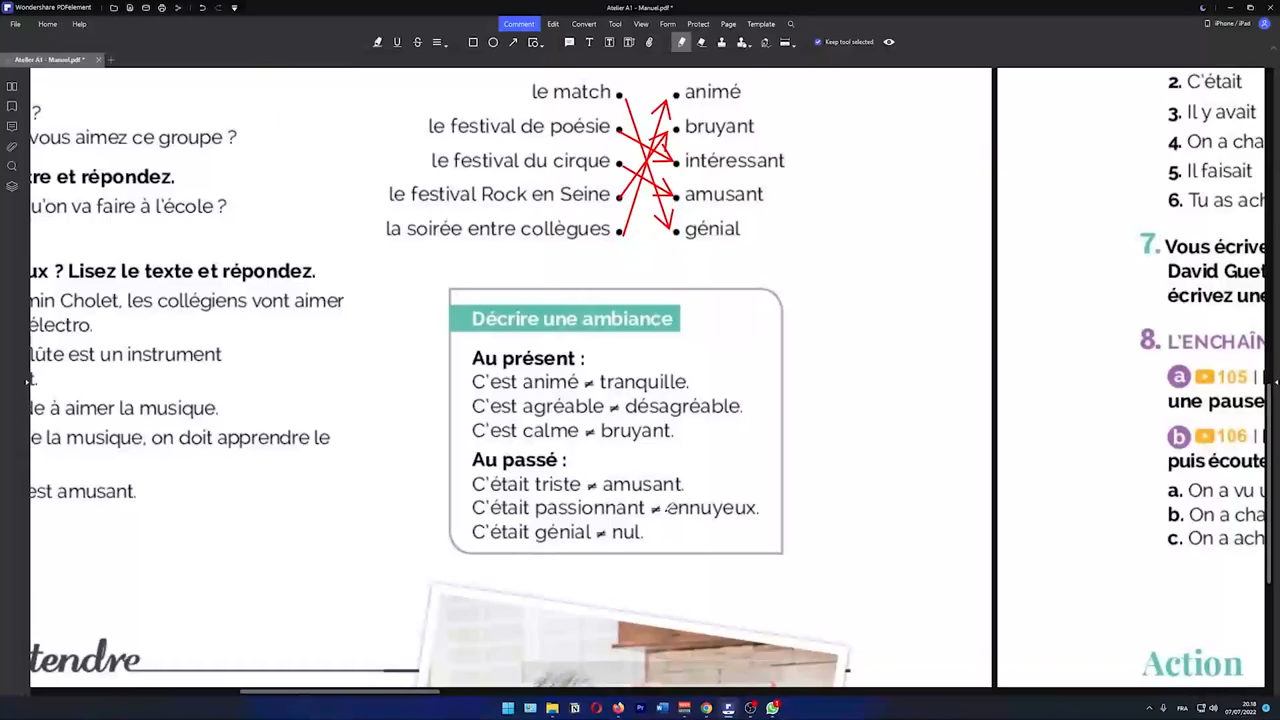 Wondershare PDFelement
Atelier A1 - Manuel.pdf *
File
Home
Comment
Edit
Convert
Tool
View
Form
Protect
Page
Template
iPhone / iPad
Keep tool selected
Atelier A1 - Manuel.pdf *
?
vous aimez ce groupe ?
re et répondez.
u'on va faire à l'école ?
ux ? Lisez le texte et répondez.
min Cholet, les collégiens vont aimer
électro.
lûte est un instrument
t.
de à aimer la musique.
e la musique, on doit apprendre le
est amusant.
le match • • animé
le festival de poésie • • bruyant
le festival du cirque • • intéressant
le festival Rock en Seine • • amusant
la soirée entre collègues • • génial
Décrire une ambiance
Au présent :
C'est animé ≠ tranquille.
C'est agréable ≠ désagréable.
C'est calme ≠ bruyant.
Au passé :
C'était triste ≠ amusant.
C'était passionnant ≠ ennuyeux.
C'était génial ≠ nul.
tendre
2. C'était
3. Il y avait
4. On a cha
5. Il faisait
6. Tu as ach
7. Vous écrive
David Guet
écrivez une
8. L'ENCHAÎN
a 105 |
une pause
b 106 |
puis écoute
a. On a vu u
b. On a cha
c. On a ach
Action
FRA
20:18
07/07/2022